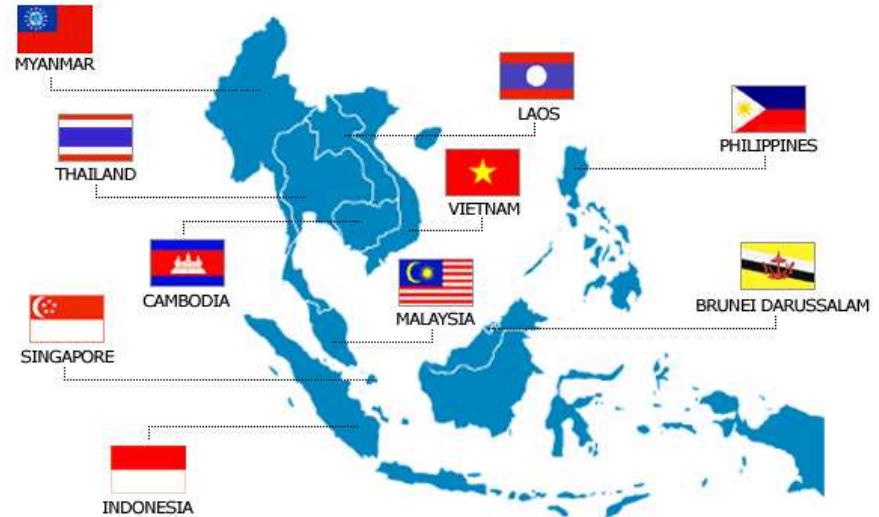 MYANMAR
LAOS
PHILIPPINES
THAILAND
VIETNAM
CAMBODIA
MALAYSIA
BRUNEI DARUSSALAM
SINGAPORE
INDONESIA